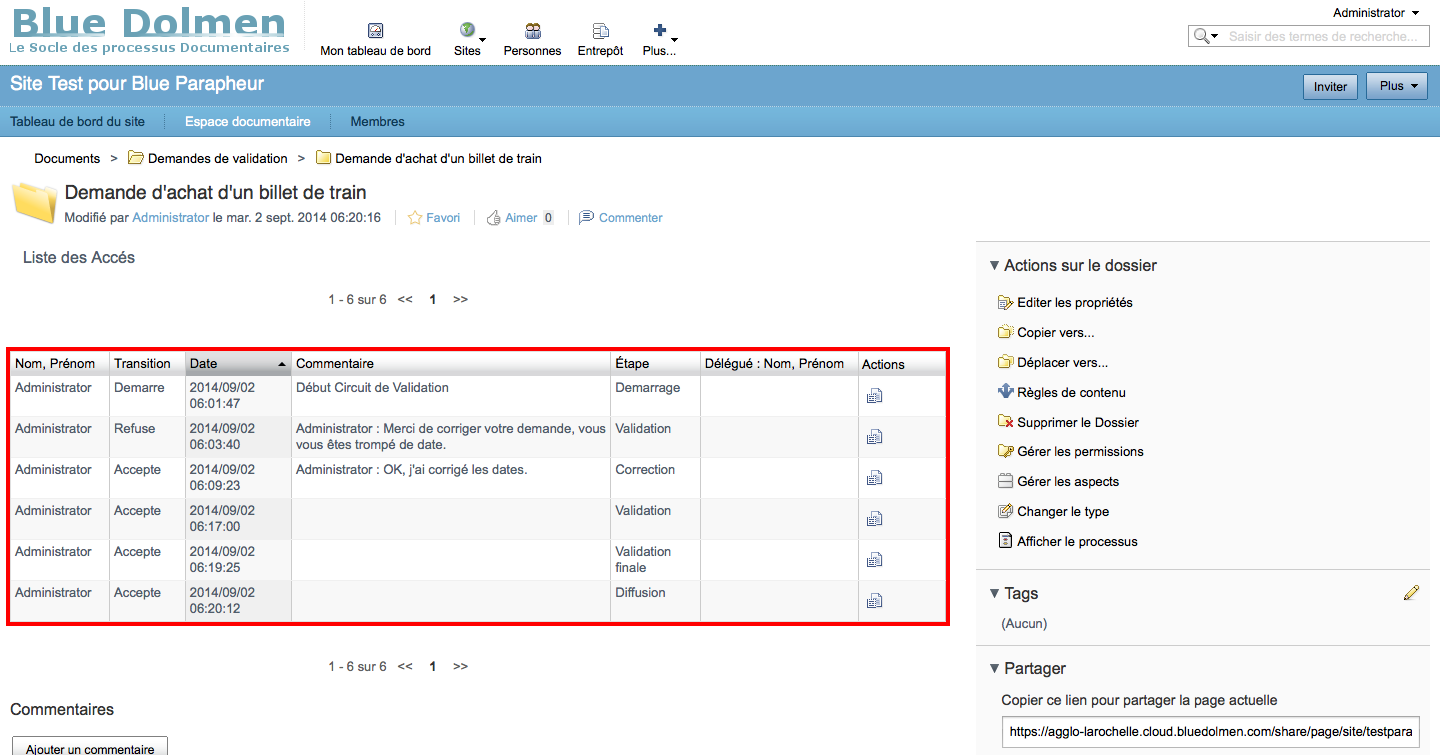 Blue Dolmen
Le Socle des processus Documentaires
Mon tableau de bord
Sites
Personnes
Entrepôt
Plus...
Administrator
Saisir des termes de recherche...
Site Test pour Blue Parapheur
Inviter
Plus
Tableau de bord du site
Espace documentaire
Membres
Documents > Demandes de validation > Demande d'achat d'un billet de train
Demande d'achat d'un billet de train
Modifié par Administrator le mar. 2 sept. 2014 06:20:16
Favori
Aimer 0
Commenter
Liste des Accés
1 - 6 sur 6 << 1 >>
Nom, Prénom Transition Date Commentaire Étape Délégué : Nom, Prénom Actions
Administrator Demarre 2014/09/02 Début Circuit de Validation Demarrage
06:01:47
Administrator Refuse 2014/09/02 Administrator : Merci de corriger votre demande, vous Validation
06:03:40 vous êtes trompé de date.
Administrator Accepte 2014/09/02 Administrator : OK, j'ai corrigé les dates. Correction
06:09:23
Administrator Accepte 2014/09/02 Validation
06:17:00
Administrator Accepte 2014/09/02 Validation
06:19:25 finale
Administrator Accepte 2014/09/02 Diffusion
06:20:12
1 - 6 sur 6 << 1 >>
Commentaires
Ajouter un commentaire
Actions sur le dossier
Editer les propriétés
Copier vers...
Déplacer vers...
Règles de contenu
Supprimer le Dossier
Gérer les permissions
Gérer les aspects
Changer le type
Afficher le processus
Tags
(Aucun)
Partager
Copier ce lien pour partager la page actuelle
https://agglo-larochelle.cloud.bluedolmen.com/share/page/site/testpara